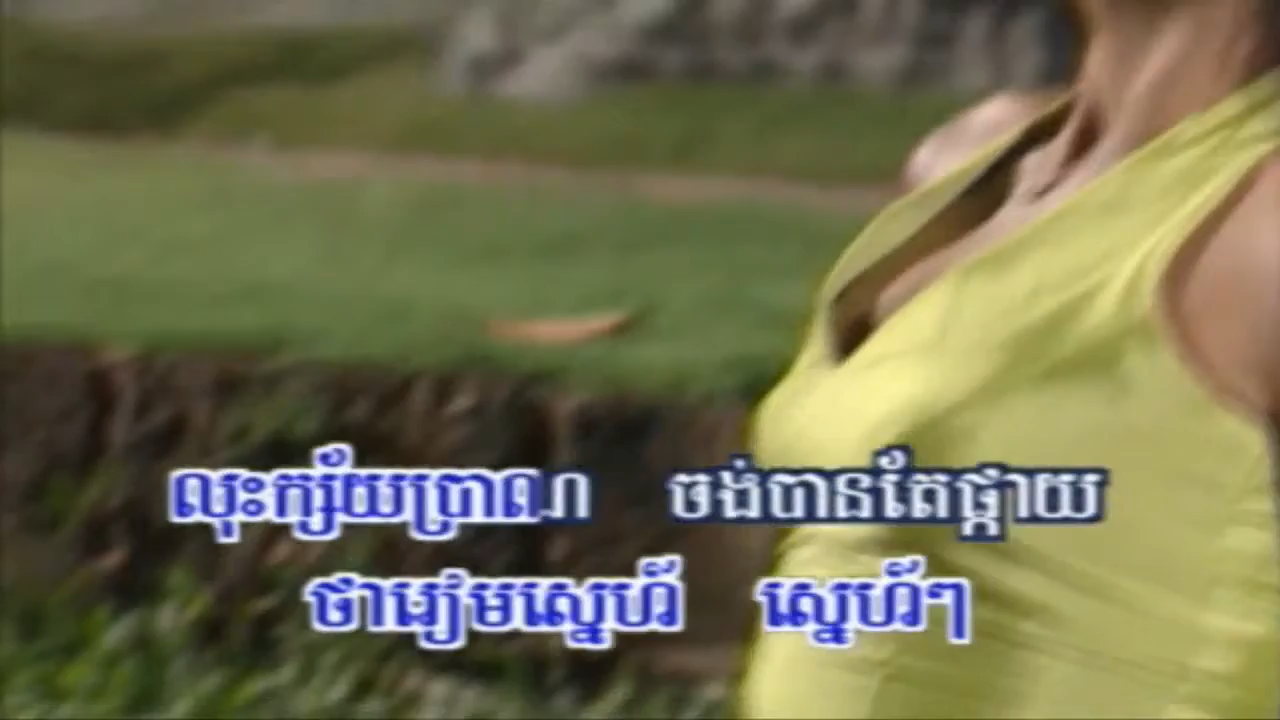 លុះក្ស័យប្រាណ ចង់បានតែផ្កាយ
ថារៀមស្នេហ៍ ស្នេហ៍ៗ